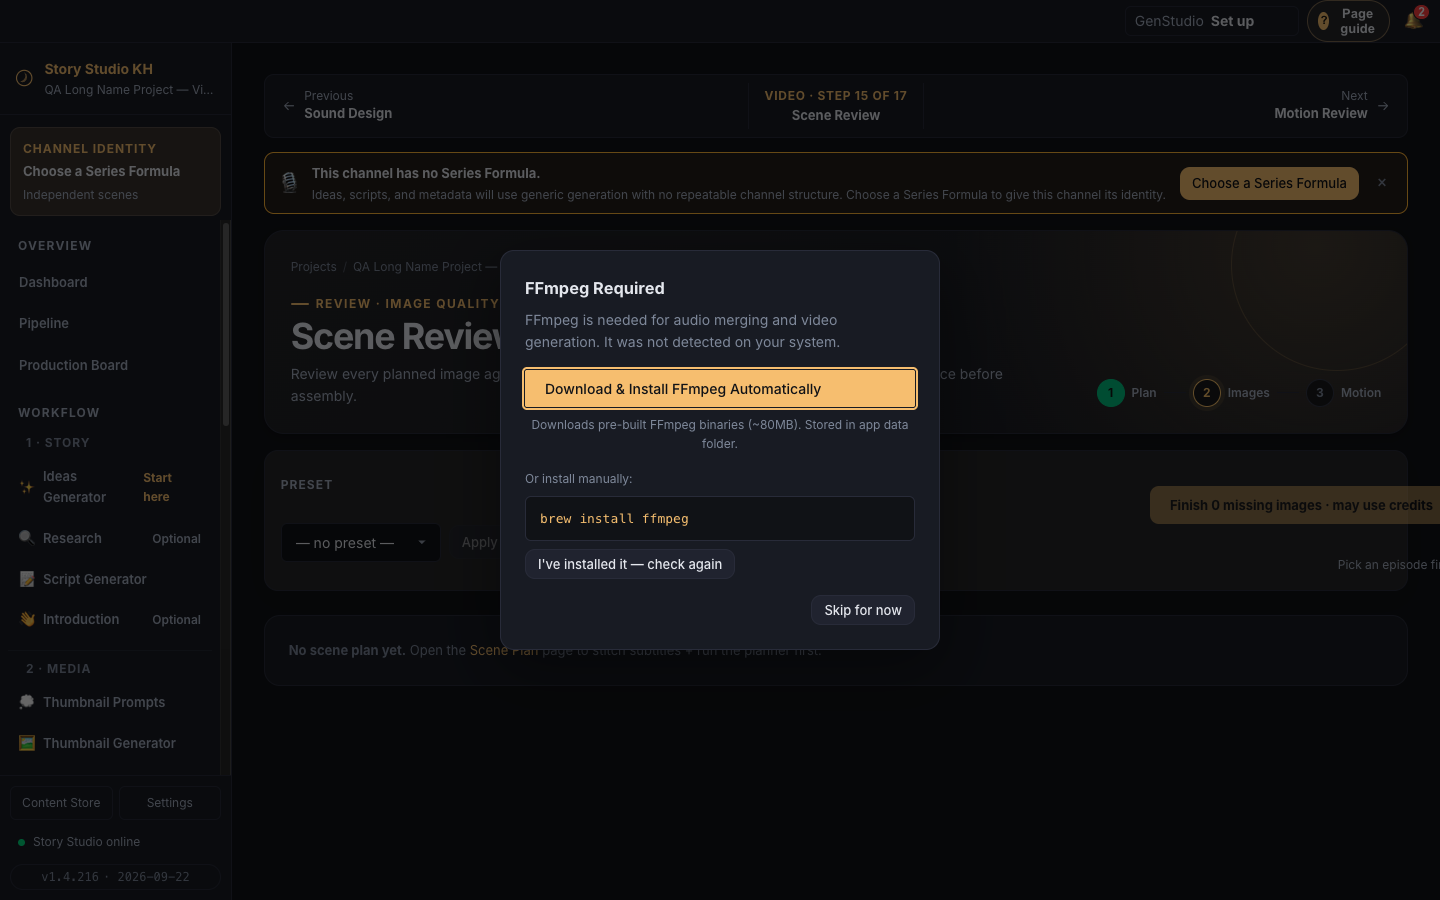 GenStudio Set up
? Page guide
2
Story Studio KH
QA Long Name Project — Vi...
CHANNEL IDENTITY
Choose a Series Formula
Independent scenes
OVERVIEW
Dashboard
Pipeline
Production Board
WORKFLOW
1 · STORY
Ideas Generator Start here
Research Optional
Script Generator
Introduction Optional
2 · MEDIA
Thumbnail Prompts
Thumbnail Generator
Content Store Settings
Story Studio online
v1.4.216 · 2026-09-22
← Previous
Sound Design
VIDEO · STEP 15 OF 17
Scene Review
Next →
Motion Review
This channel has no Series Formula.
Ideas, scripts, and metadata will use generic generation with no repeatable channel structure. Choose a Series Formula to give this channel its identity.
Choose a Series Formula ×
Projects / QA Long Name Project —
REVIEW · IMAGE QUALITY
Scene Review
Review every planned image ag
ce before
assembly.
1 Plan 2 Images 3 Motion
PRESET
— no preset — Apply
Finish 0 missing images · may use credits
Pick an episode fi
No scene plan yet. Open the Scene Plan page to stitch subtitles + run the planner first.
FFmpeg Required
FFmpeg is needed for audio merging and video
generation. It was not detected on your system.
Download & Install FFmpeg Automatically
Downloads pre-built FFmpeg binaries (~80MB). Stored in app data
folder.
Or install manually:
brew install ffmpeg
I've installed it — check again
Skip for now